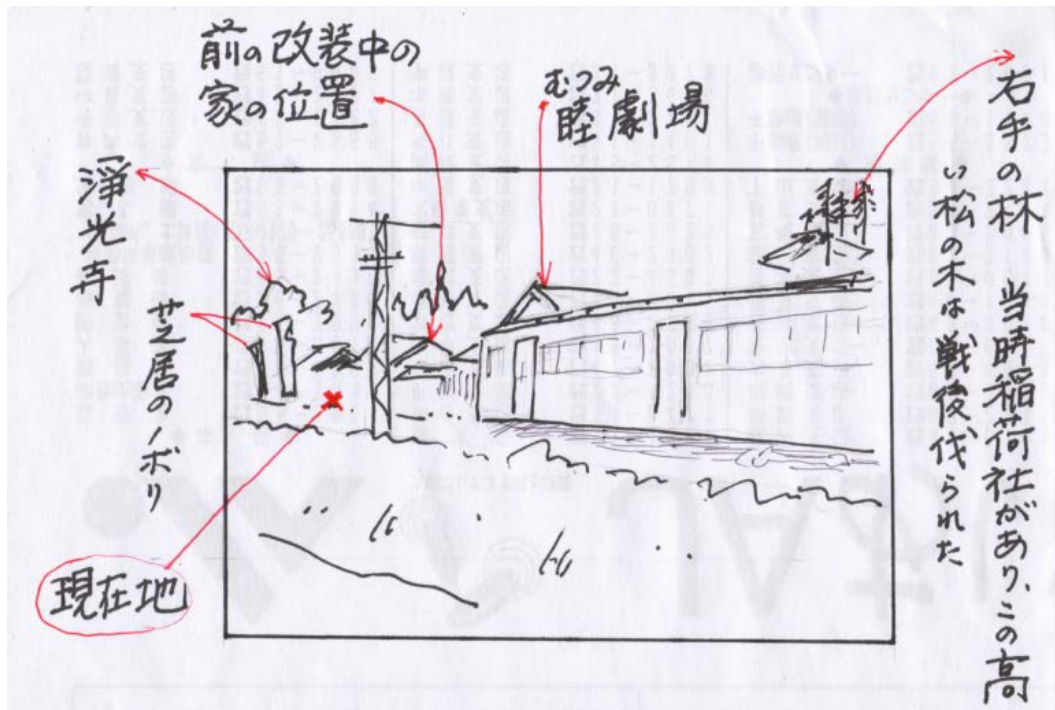 前の改装中の
家の位置
むつみ
睦劇場
右手の林 当時稲荷社があり、この高
い松の木は戦後伐られた
浄光寺
芝居のノボリ
現在地